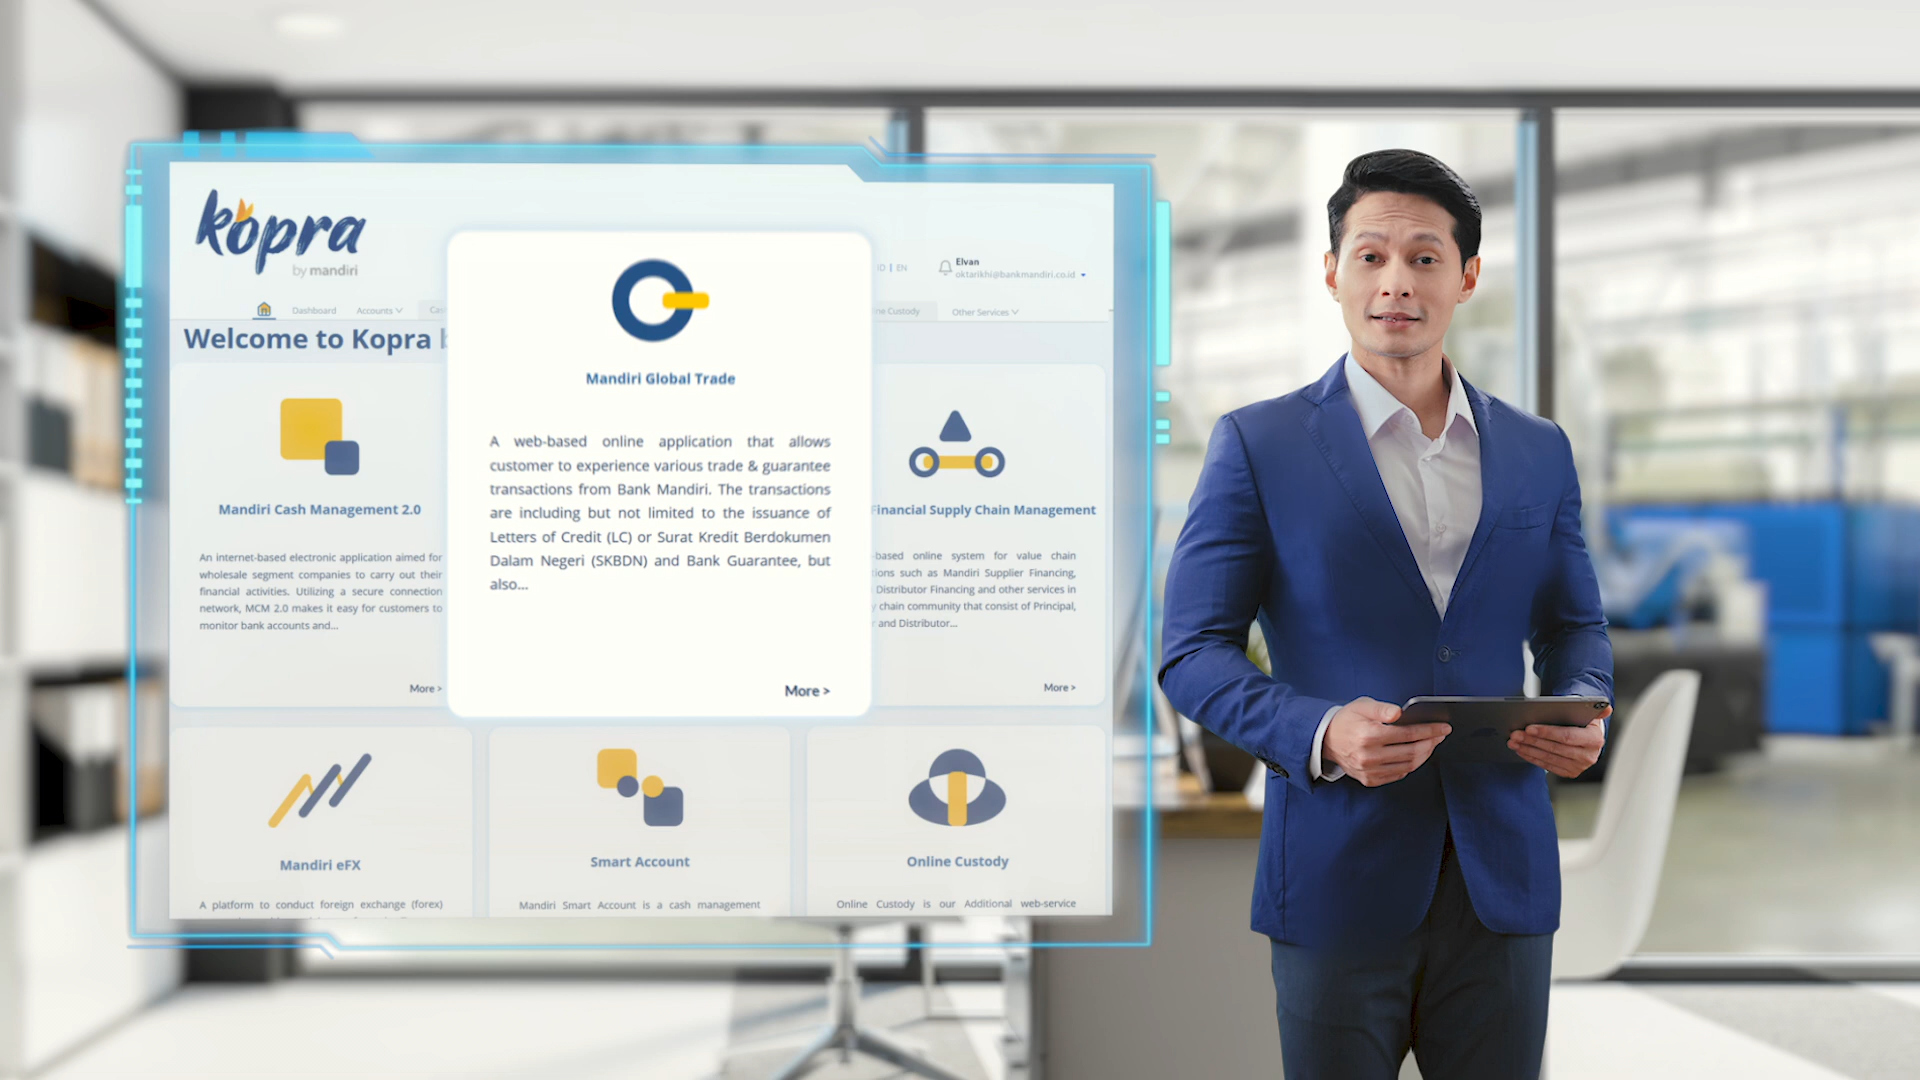 kopra
by mandiri
ID | EN
Elvan
oktarikhi@bankmandiri.co.id
Dashboard
Accounts
Custody
Other Services
Welcome to Kopra
Mandiri Cash Management 2.0
An internet-based electronic application aimed for
wholesale segment companies to carry out their
financial activities. Utilizing a secure connection
network, MCM 2.0 makes it easy for customers to
monitor bank accounts and...
More >
Mandiri Global Trade
A web-based online application that allows
customer to experience various trade & guarantee
transactions from Bank Mandiri. The transactions
are including but not limited to the issuance of
Letters of Credit (LC) or Surat Kredit Berdokumen
Dalam Negeri (SKBDN) and Bank Guarantee, but
also...
More >
Financial Supply Chain Management
-based online system for value chain
such as Mandiri Supplier Financing,
Distributor Financing and other services in
chain community that consist of Principal,
and Distributor...
More >
Mandiri eFX
A platform to conduct foreign exchange (forex)
Smart Account
Mandiri Smart Account is a cash management
Online Custody
Online Custody is our Additional web-service